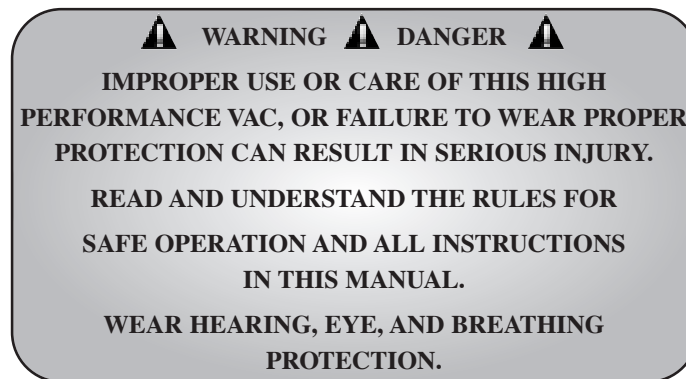 WARNING DANGER
IMPROPER USE OR CARE OF THIS HIGH
PERFORMANCE VAC, OR FAILURE TO WEAR PROPER
PROTECTION CAN RESULT IN SERIOUS INJURY.
READ AND UNDERSTAND THE RULES FOR
SAFE OPERATION AND ALL INSTRUCTIONS
IN THIS MANUAL.
WEAR HEARING, EYE, AND BREATHING
PROTECTION.